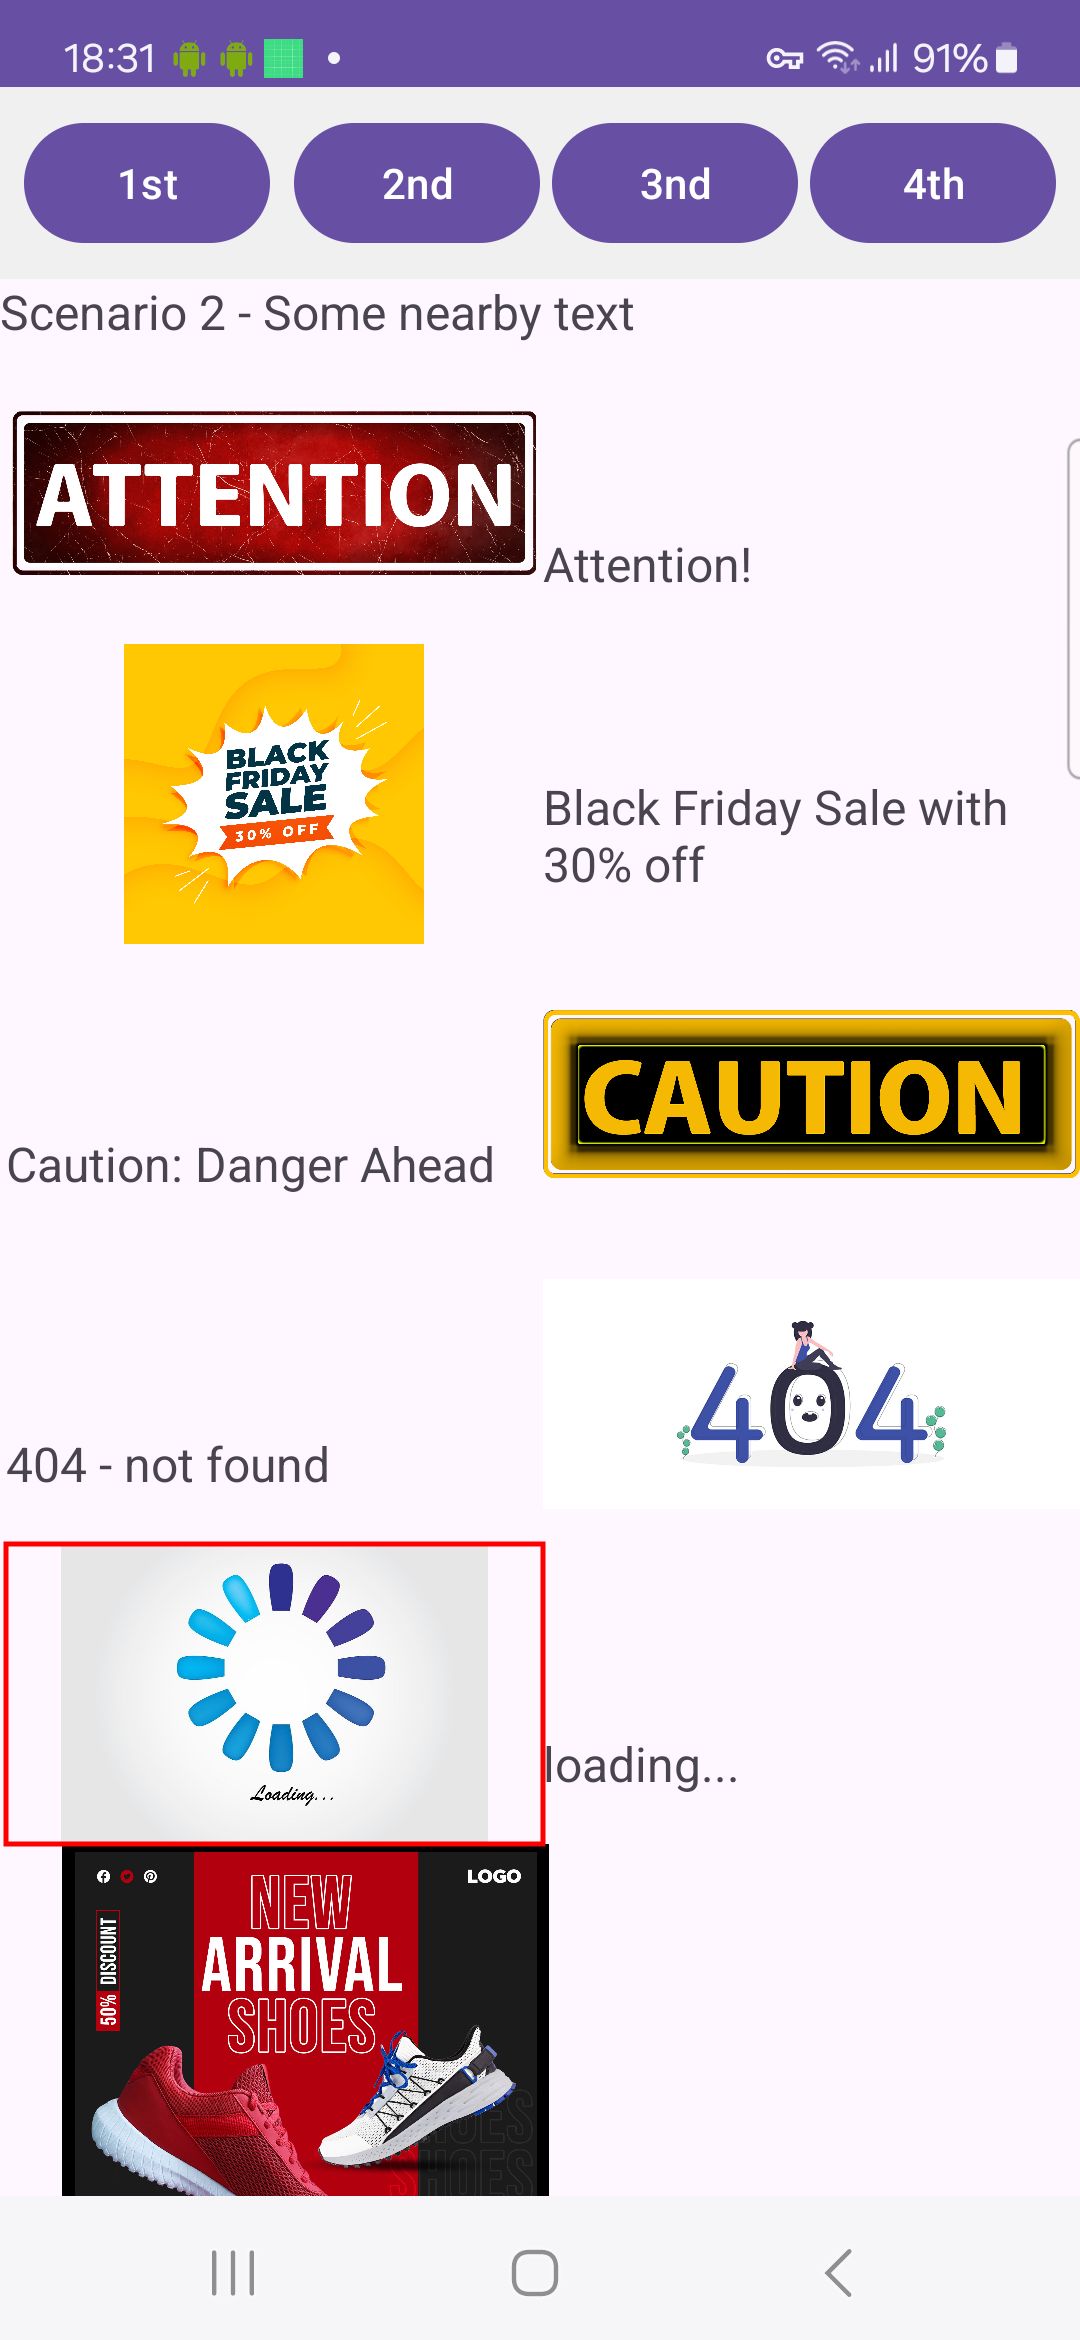 18:31
91%
1st
2nd
3nd
4th
Scenario 2 - Some nearby text
ATTENTION
Attention!
BLACK
FRIDAY
SALE
30% OFF
Black Friday Sale with
30% off
CAUTION
Caution: Danger Ahead
404
404 - not found
Loading...
loading...
LOGO
NEW
ARRIVAL
SHOES
50% DISCOUNT
SHOES
SHOES